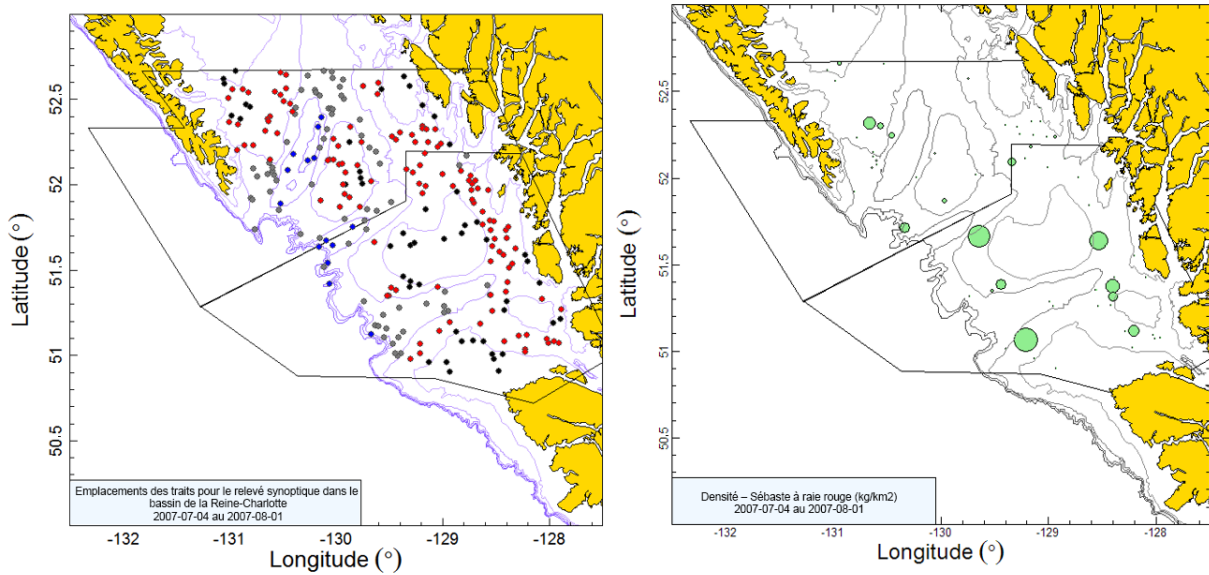 52.5
52
51.5
51
50.5
Latitude (°)
-132
-131
-130
-129
-128
Longitude (°)
Emplacements des traits pour le relevé synoptique dans le
bassin de la Reine-Charlotte
2007-07-04 au 2007-08-01
52.5
52
51.5
51
50.5
Latitude (°)
-132
-131
-130
-129
-128
Longitude (°)
Densité – Sébaste à raie rouge (kg/km2)
2007-07-04 au 2007-08-01